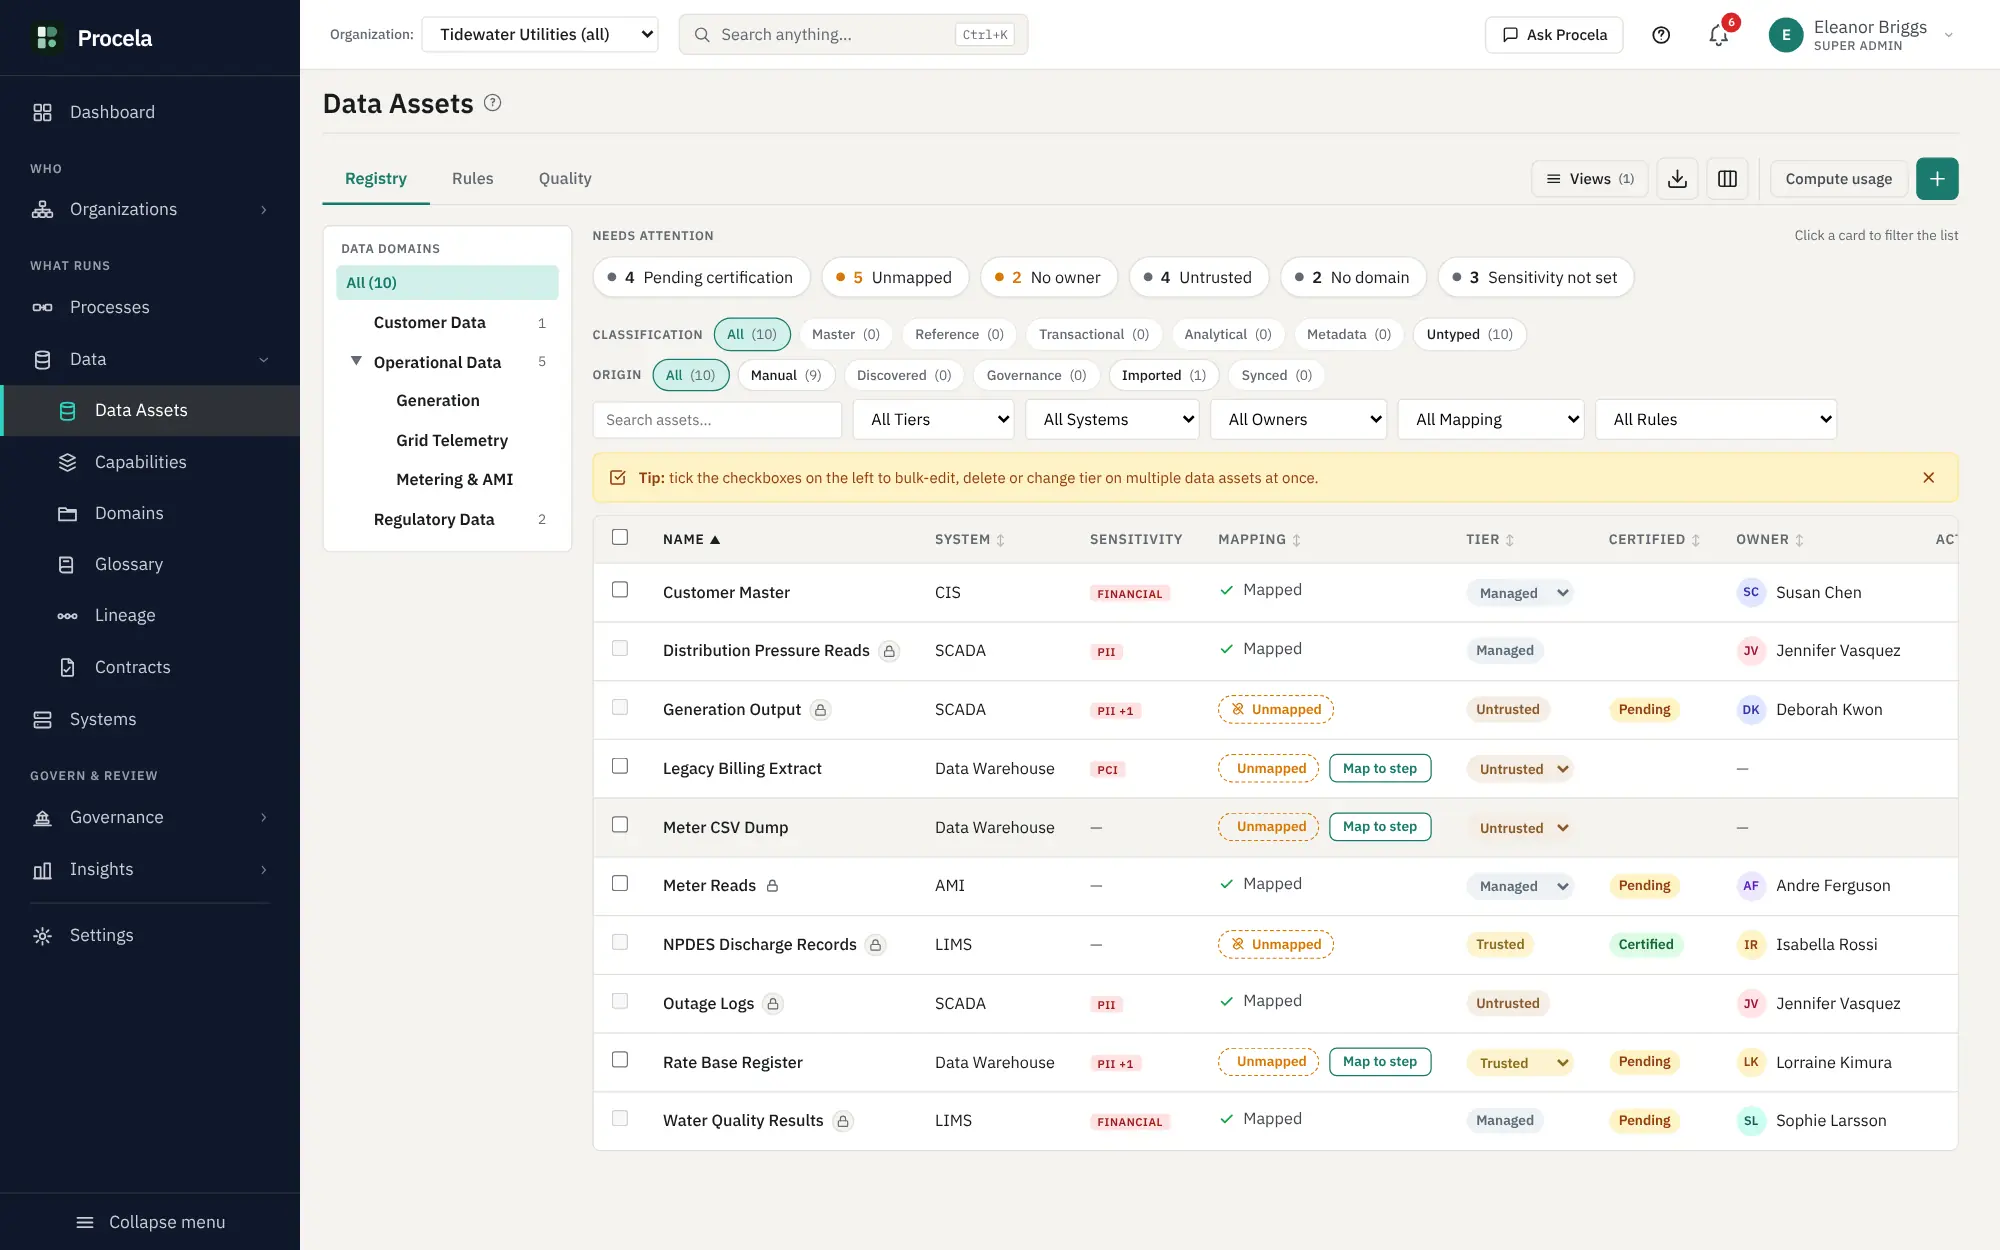 Procela
Organization:
Tidewater Utilities (all)
Search anything...
Ctrl+K
Ask Procela
6
E
Eleanor Briggs
SUPER ADMIN
Dashboard
WHO
Organizations
WHAT RUNS
Processes
Data
Data Assets
Capabilities
Domains
Glossary
Lineage
Contracts
Systems
GOVERN & REVIEW
Governance
Insights
Settings
Collapse menu
Data Assets ?
Registry Rules Quality
Views (1)
Compute usage
+
DATA DOMAINS
All (10)
Customer Data 1
Operational Data 5
Generation
Grid Telemetry
Metering & AMI
Regulatory Data 2
NEEDS ATTENTION
Click a card to filter the list
4 Pending certification
5 Unmapped
2 No owner
4 Untrusted
2 No domain
3 Sensitivity not set
CLASSIFICATION All (10) Master (0) Reference (0) Transactional (0) Analytical (0) Metadata (0) Untyped (10)
ORIGIN All (10) Manual (9) Discovered (0) Governance (0) Imported (1) Synced (0)
Search assets... All Tiers All Systems All Owners All Mapping All Rules
Tip: tick the checkboxes on the left to bulk-edit, delete or change tier on multiple data assets at once.
NAME SYSTEM SENSITIVITY MAPPING TIER CERTIFIED OWNER ACT
Customer Master CIS FINANCIAL Mapped Managed SC Susan Chen
Distribution Pressure Reads SCADA PII Mapped Managed JV Jennifer Vasquez
Generation Output SCADA PII +1 Unmapped Untrusted Pending DK Deborah Kwon
Legacy Billing Extract Data Warehouse PCI Unmapped Map to step Untrusted —
Meter CSV Dump Data Warehouse — Unmapped Map to step Untrusted —
Meter Reads AMI — Mapped Managed Pending AF Andre Ferguson
NPDES Discharge Records LIMS — Unmapped Trusted Certified IR Isabella Rossi
Outage Logs SCADA PII Mapped Untrusted JV Jennifer Vasquez
Rate Base Register Data Warehouse PII +1 Unmapped Map to step Trusted Pending LK Lorraine Kimura
Water Quality Results LIMS FINANCIAL Mapped Managed Pending SL Sophie Larsson